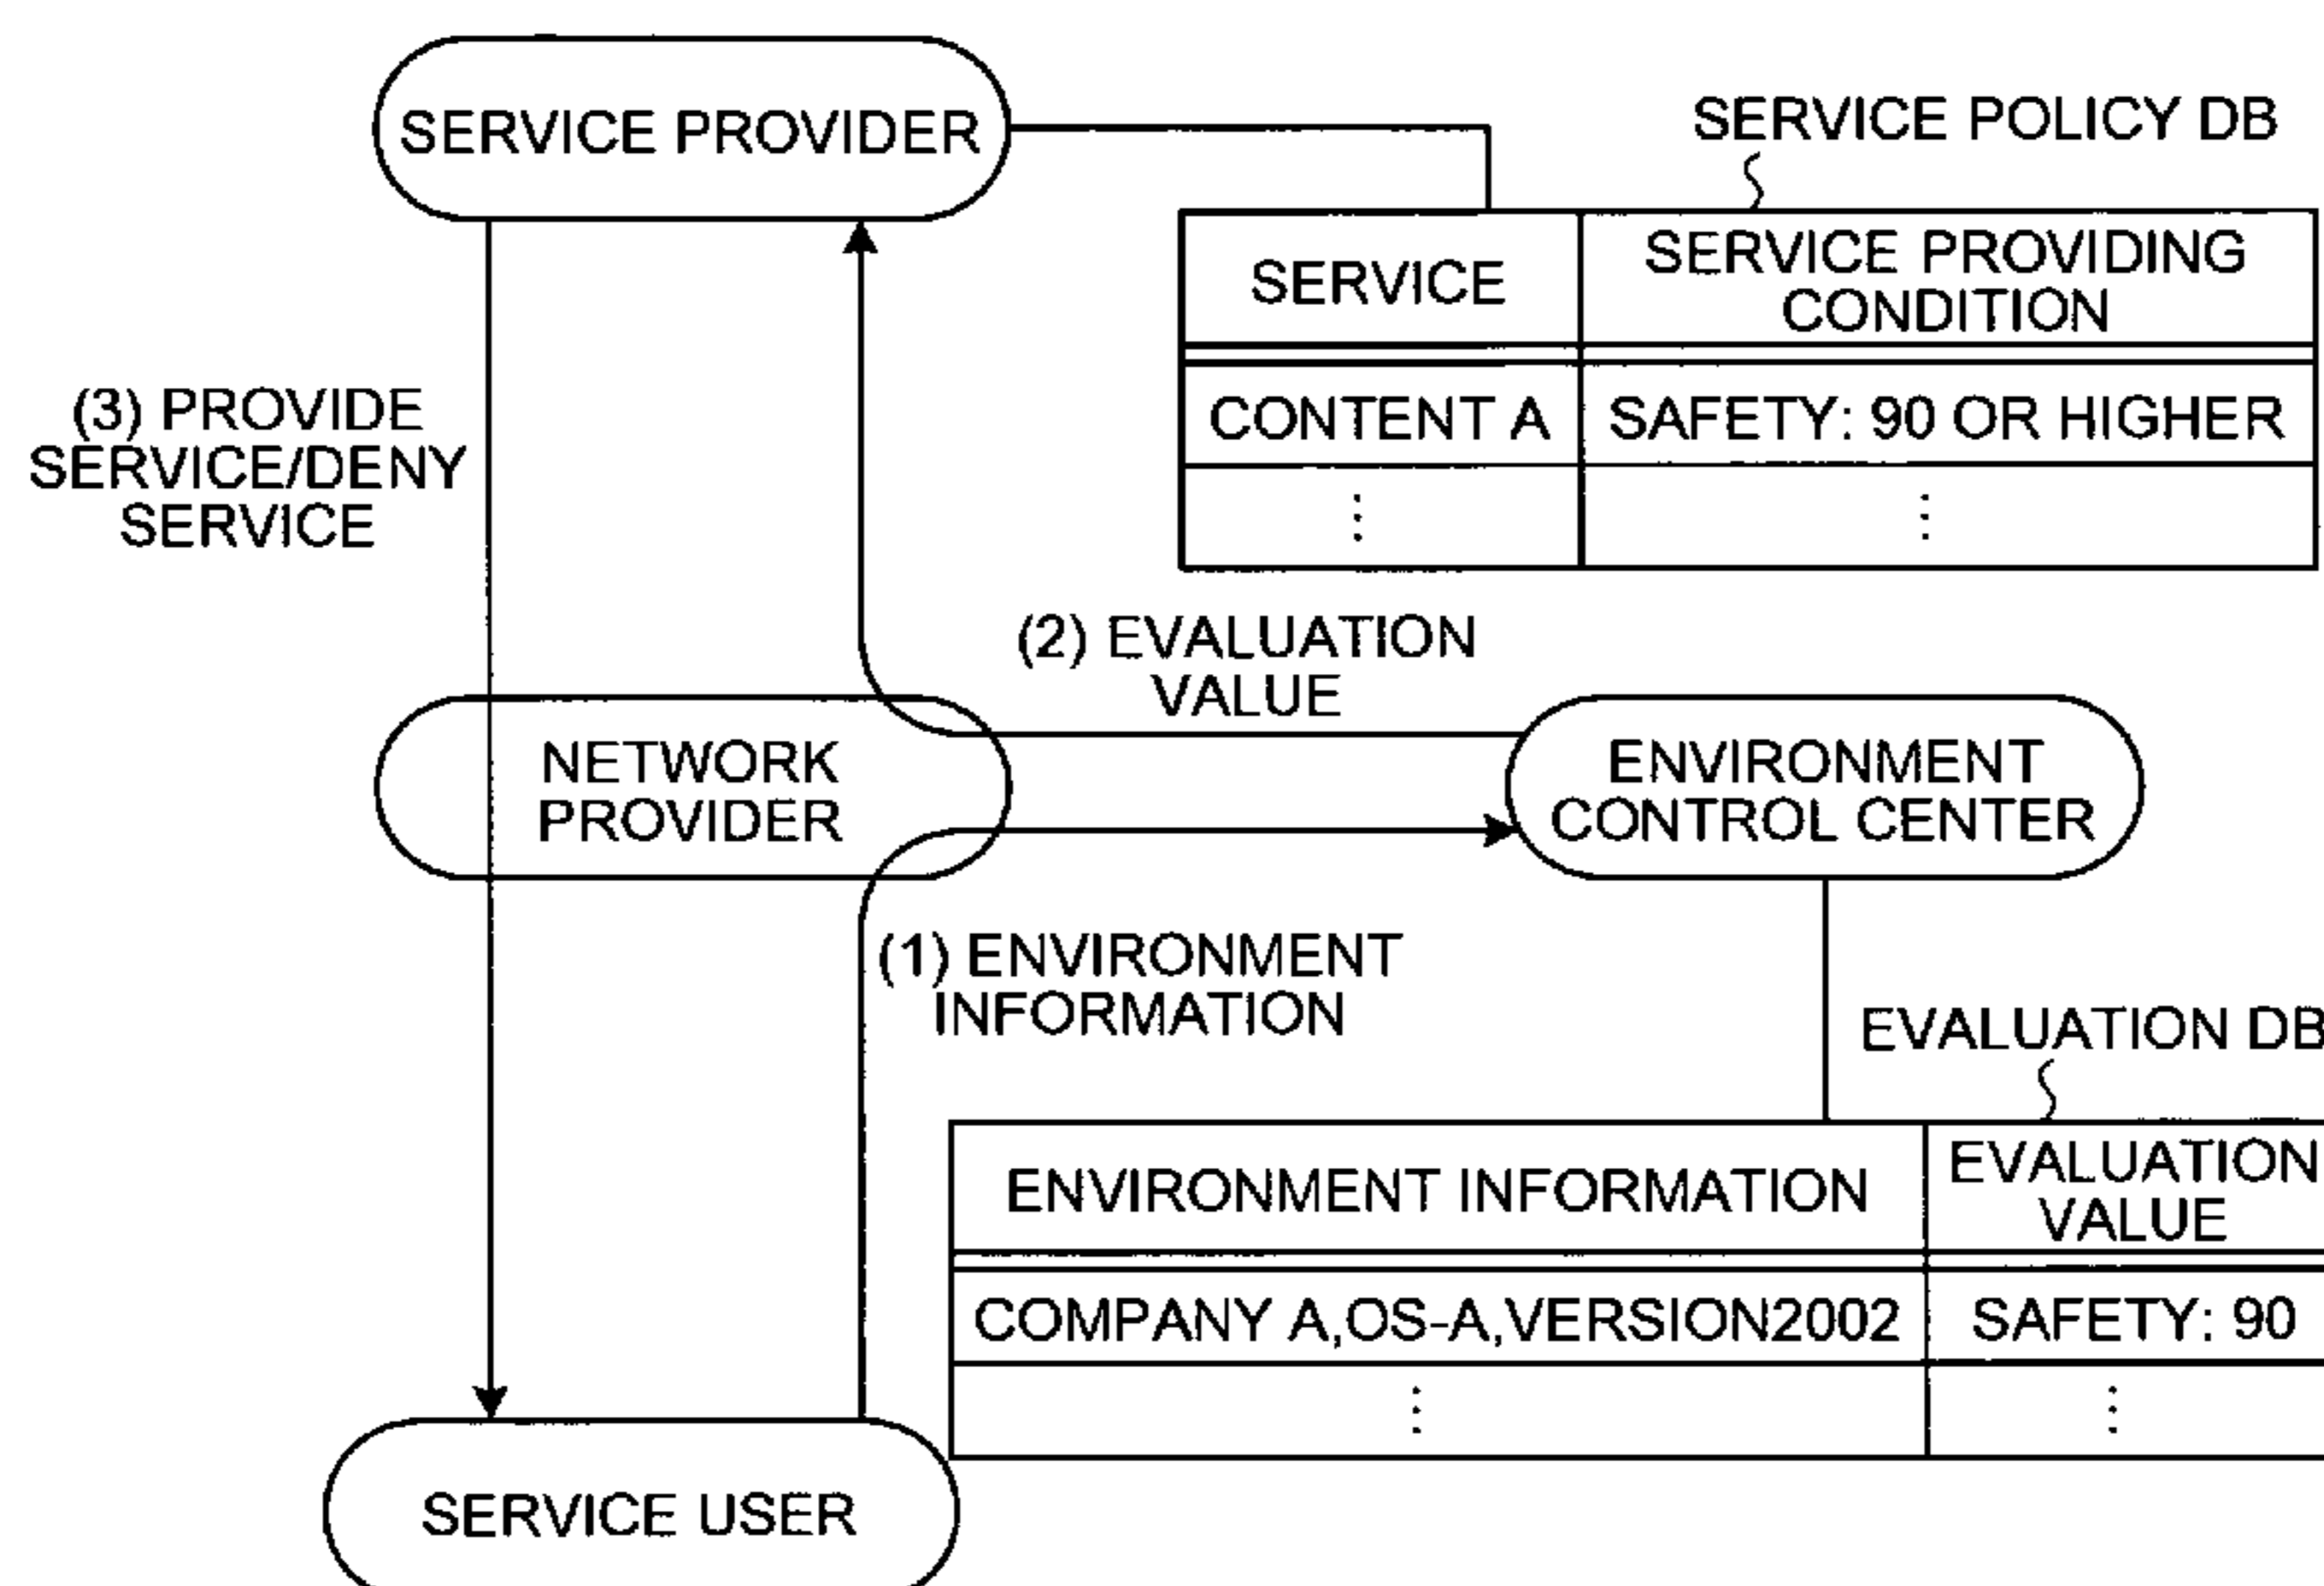 SERVICE PROVIDER
SERVICE POLICY DB
SERVICE
SERVICE PROVIDING
CONDITION
CONTENT A
SAFETY: 90 OR HIGHER
(3) PROVIDE
SERVICE/DENY
SERVICE
(2) EVALUATION
VALUE
NETWORK
PROVIDER
ENVIRONMENT
CONTROL CENTER
(1) ENVIRONMENT
INFORMATION
EVALUATION DB
ENVIRONMENT INFORMATION
EVALUATION
VALUE
COMPANY A,OS-A,VERSION2002
SAFETY: 90
SERVICE USER